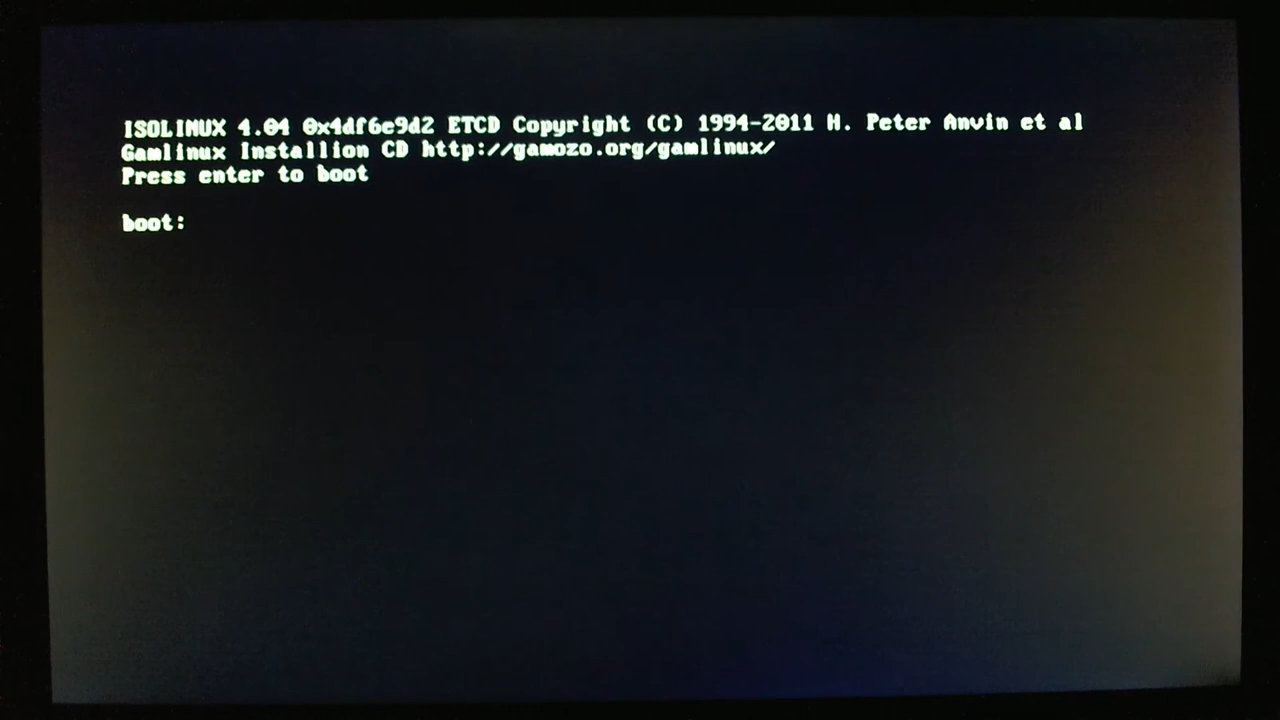 ISOLINUX 4.04 0x4df6e9d2 ETCD Copyright (C) 1994-2011 H. Peter Anvin et al
Gamlinux Installion CD http://gamozo.org/gamlinux/
Press enter to boot
boot: